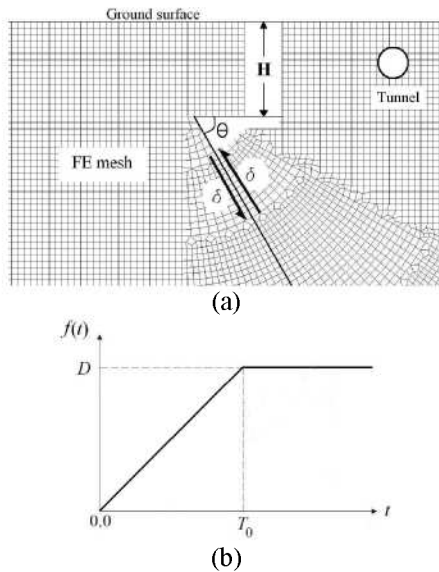 Ground surface
H
Tunnel
θ
FE mesh
δ
δ
(a)
f(t)
D
0,0
T₀
t
(b)